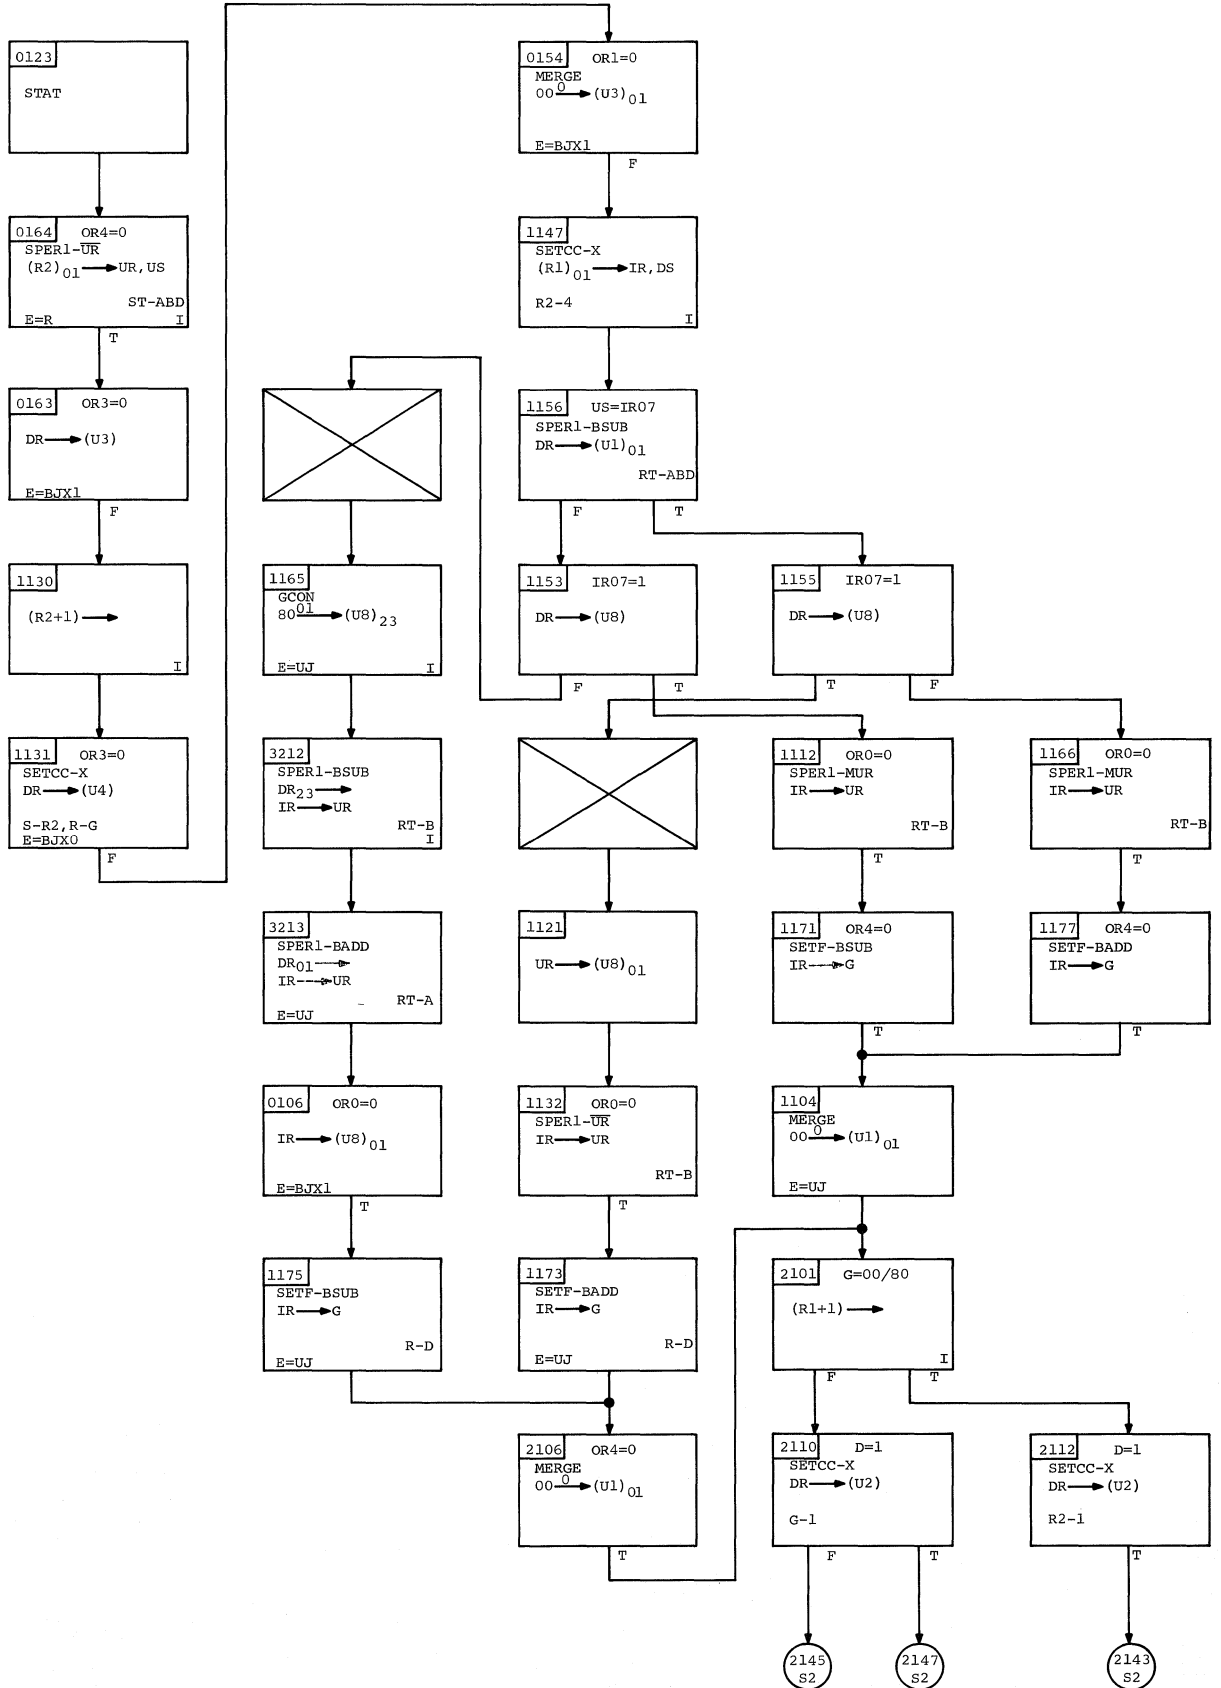 0123
STAT
0164 OR4=0
SPER1-U̅R̅
(R2)01 → UR,US
ST-ABD
E=R I
T
0163 OR3=0
DR → (U3)
E=BJX1
F
1130
(R2+1) →
I
1131 OR3=0
SETCC-X
DR → (U4)
S-R2,R-G
E=BJX0
F
0154 OR1=0
MERGE
00 0 → (U3)01
E=BJX1
F
1147
SETCC-X
(R1)01 → IR,DS
R2-4
I
1156 US=IR07
SPER1-BSUB
DR → (U1)01
RT-ABD
F T
1165
GCON
80 01 → (U8)23
E=UJ I
1153 IR07=1
DR → (U8)
F T
1155 IR07=1
DR → (U8)
T F
3212
SPER1-BSUB
DR23 →
IR → UR
RT-B
I
1112 OR0=0
SPER1-MUR
IR → UR
RT-B
T
1166 OR0=0
SPER1-MUR
IR → UR
RT-B
T
3213
SPER1-BADD
DR01 →
IR → UR
RT-A
E=UJ
1121
UR → (U8)01
1171 OR4=0
SETF-BSUB
IR → G
T
1177 OR4=0
SETF-BADD
IR → G
T
0106 OR0=0
IR → (U8)01
E=BJX1
T
1132 OR0=0
SPER1-U̅R̅
IR → UR
RT-B
T
1104
MERGE
00 0 → (U1)01
E=UJ
1175
SETF-BSUB
IR → G
R-D
E=UJ
1173
SETF-BADD
IR → G
R-D
E=UJ
2101 G=00/80
(R1+1) →
I
F T
2106 OR4=0
MERGE
00 0 → (U1)01
T
2110 D=1
SETCC-X
DR → (U2)
G-1
F T
2112 D=1
SETCC-X
DR → (U2)
R2-1
T
2145
S2
2147
S2
2143
S2